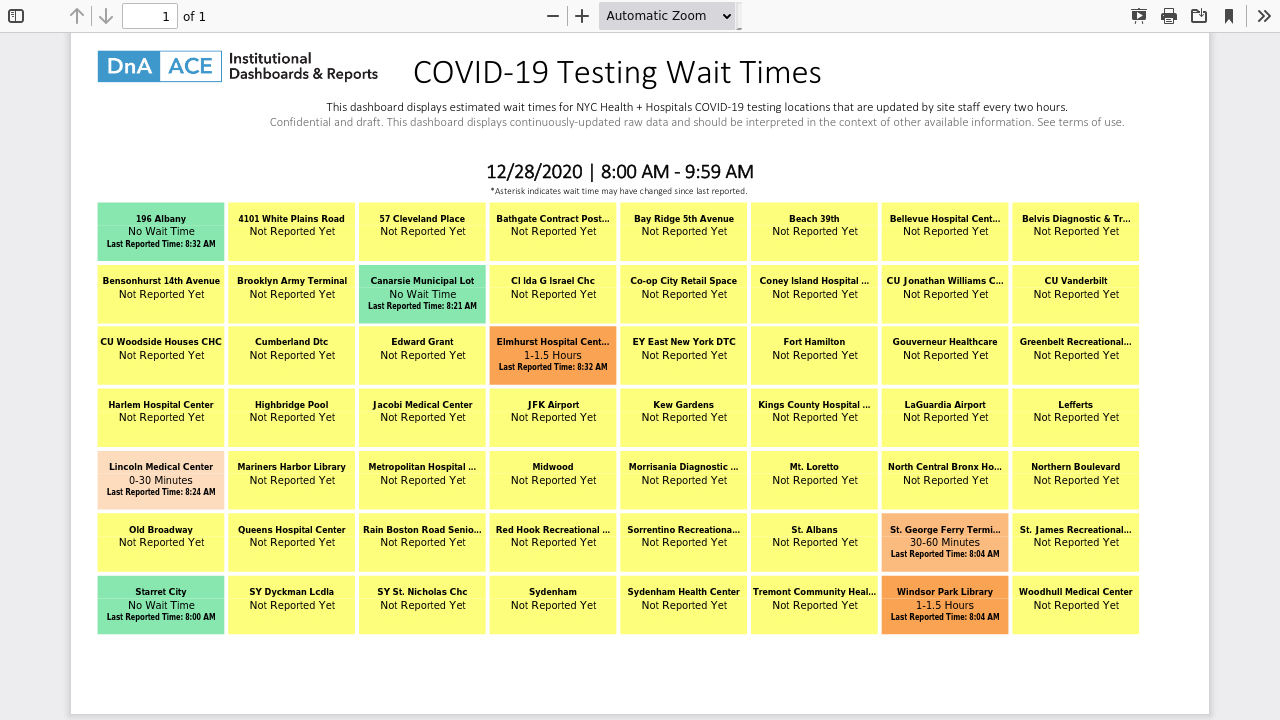 1 of 1
Automatic Zoom
DnA ACE Institutional Dashboards & Reports
COVID-19 Testing Wait Times
This dashboard displays estimated wait times for NYC Health + Hospitals COVID-19 testing locations that are updated by site staff every two hours.
Confidential and draft. This dashboard displays continuously-updated raw data and should be interpreted in the context of other available information. See terms of use.
12/28/2020 | 8:00 AM - 9:59 AM
*Asterisk indicates wait time may have changed since last reported.
196 Albany
No Wait Time
Last Reported Time: 8:32 AM
4101 White Plains Road
Not Reported Yet
57 Cleveland Place
Not Reported Yet
Bathgate Contract Post...
Not Reported Yet
Bay Ridge 5th Avenue
Not Reported Yet
Beach 39th
Not Reported Yet
Bellevue Hospital Cent...
Not Reported Yet
Belvis Diagnostic & Tr...
Not Reported Yet
Bensonhurst 14th Avenue
Not Reported Yet
Brooklyn Army Terminal
Not Reported Yet
Canarsie Municipal Lot
No Wait Time
Last Reported Time: 8:21 AM
CI Ida G Israel Chc
Not Reported Yet
Co-op City Retail Space
Not Reported Yet
Coney Island Hospital ...
Not Reported Yet
CU Jonathan Williams C...
Not Reported Yet
CU Vanderbilt
Not Reported Yet
CU Woodside Houses CHC
Not Reported Yet
Cumberland Dtc
Not Reported Yet
Edward Grant
Not Reported Yet
Elmhurst Hospital Cent...
1-1.5 Hours
Last Reported Time: 8:32 AM
EY East New York DTC
Not Reported Yet
Fort Hamilton
Not Reported Yet
Gouverneur Healthcare
Not Reported Yet
Greenbelt Recreational...
Not Reported Yet
Harlem Hospital Center
Not Reported Yet
Highbridge Pool
Not Reported Yet
Jacobi Medical Center
Not Reported Yet
JFK Airport
Not Reported Yet
Kew Gardens
Not Reported Yet
Kings County Hospital ...
Not Reported Yet
LaGuardia Airport
Not Reported Yet
Lefferts
Not Reported Yet
Lincoln Medical Center
0-30 Minutes
Last Reported Time: 8:24 AM
Mariners Harbor Library
Not Reported Yet
Metropolitan Hospital ...
Not Reported Yet
Midwood
Not Reported Yet
Morrisania Diagnostic ...
Not Reported Yet
Mt. Loretto
Not Reported Yet
North Central Bronx Ho...
Not Reported Yet
Northern Boulevard
Not Reported Yet
Old Broadway
Not Reported Yet
Queens Hospital Center
Not Reported Yet
Rain Boston Road Senio...
Not Reported Yet
Red Hook Recreational ...
Not Reported Yet
Sorrentino Recreationa...
Not Reported Yet
St. Albans
Not Reported Yet
St. George Ferry Termi...
30-60 Minutes
Last Reported Time: 8:04 AM
St. James Recreational...
Not Reported Yet
Starret City
No Wait Time
Last Reported Time: 8:00 AM
SY Dyckman Lcdla
Not Reported Yet
SY St. Nicholas Chc
Not Reported Yet
Sydenham
Not Reported Yet
Sydenham Health Center
Not Reported Yet
Tremont Community Heal...
Not Reported Yet
Windsor Park Library
1-1.5 Hours
Last Reported Time: 8:04 AM
Woodhull Medical Center
Not Reported Yet